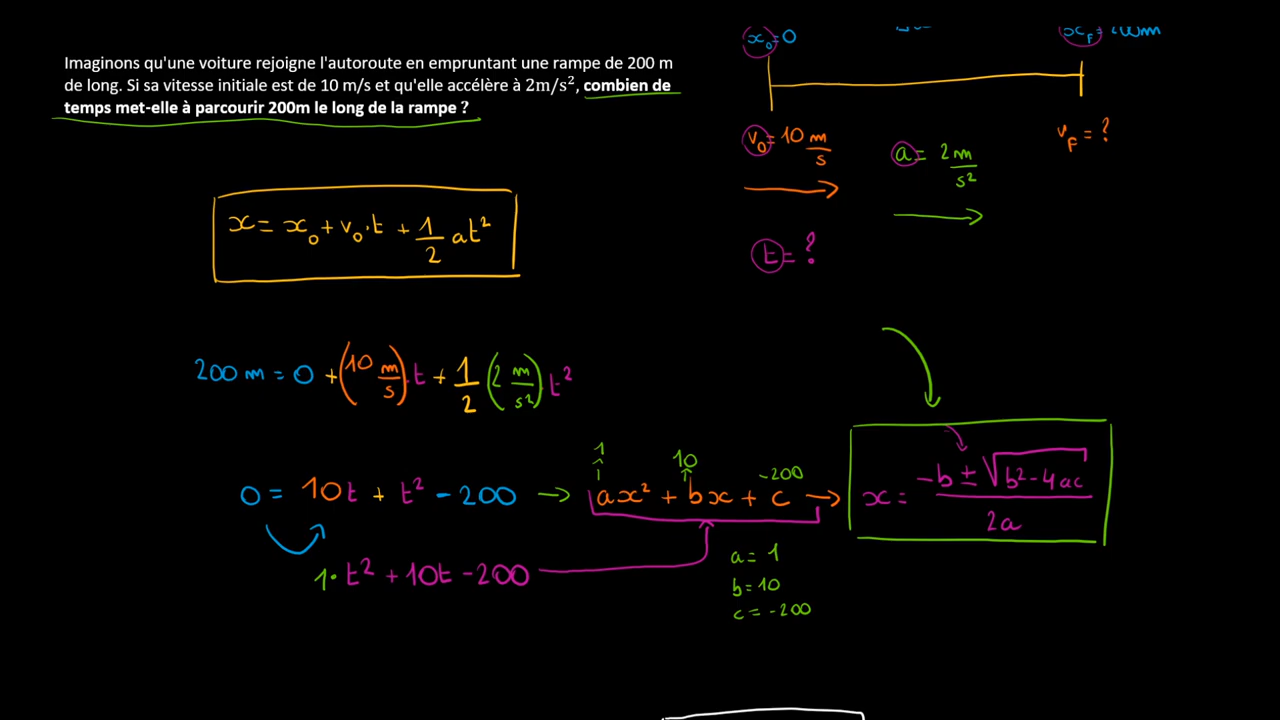 Imaginons qu'une voiture rejoigne l'autoroute en empruntant une rampe de 200 m
de long. Si sa vitesse initiale est de 10 m/s et qu'elle accélère à 2m/s², combien de
temps met-elle à parcourir 200m le long de la rampe ?
x₀=0
x_F=200m
v₀=10 m/s
a= 2m/s²
v_F=?
t=?
x= x₀+v₀·t+1/2 at²
200 m = 0 +(10 m/s).t + 1/2 (2 m/s²).t²
1
10
-200
0 = 10t + t² - 200 → ax² + bx + c → x= -b ± √b²-4ac / 2a
1· t² + 10t - 200
a= 1
b= 10
c= -200